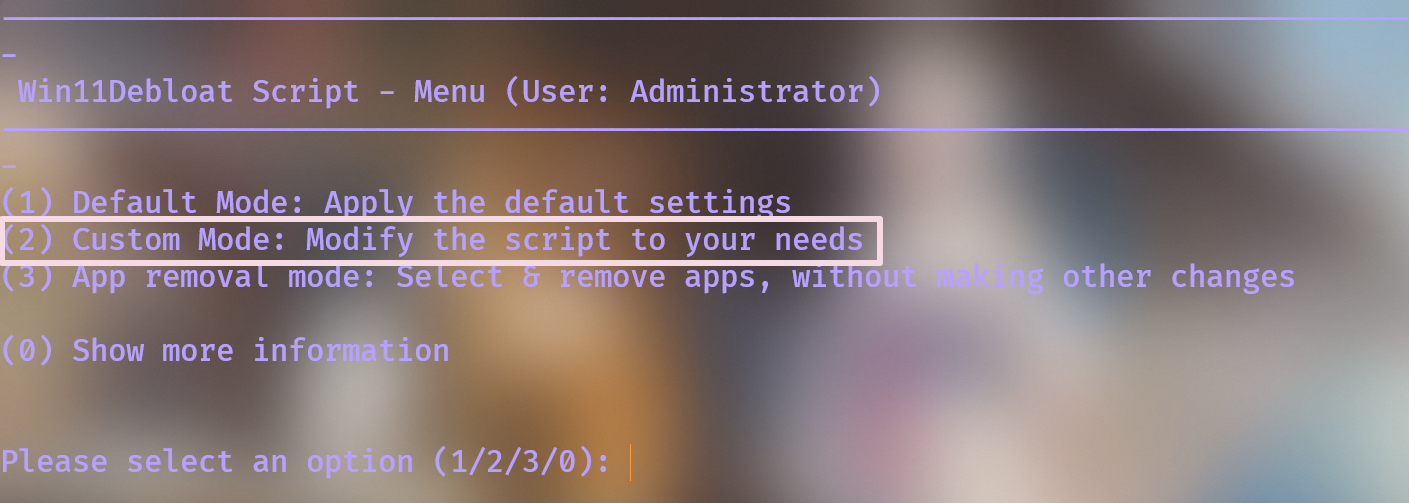 -
Win11Debloat Script - Menu (User: Administrator)
-
(1) Default Mode: Apply the default settings
(2) Custom Mode: Modify the script to your needs
(3) App removal mode: Select & remove apps, without making other changes
(0) Show more information
Please select an option (1/2/3/0):